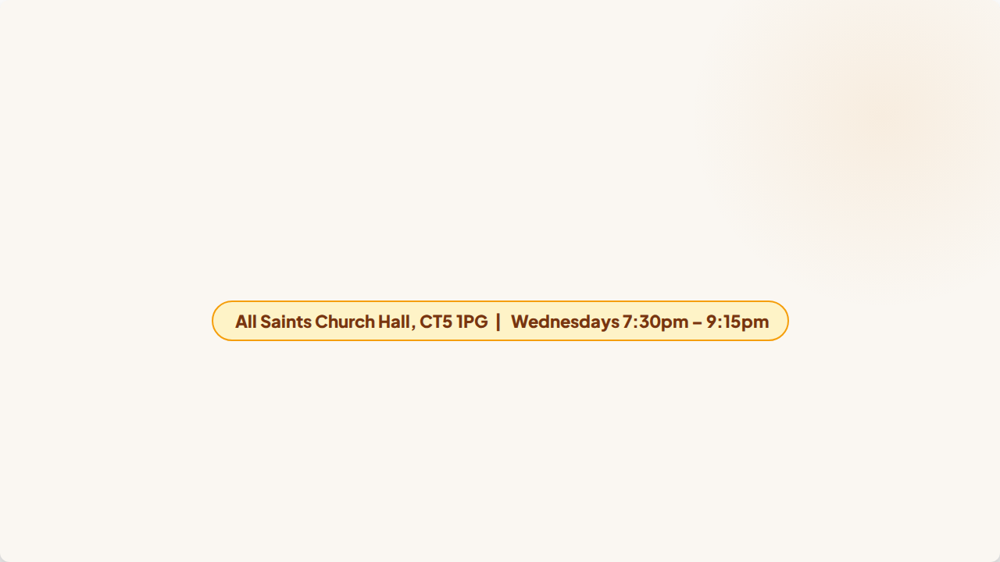 All Saints Church Hall, CT5 1PG | Wednesdays 7:30pm – 9:15pm